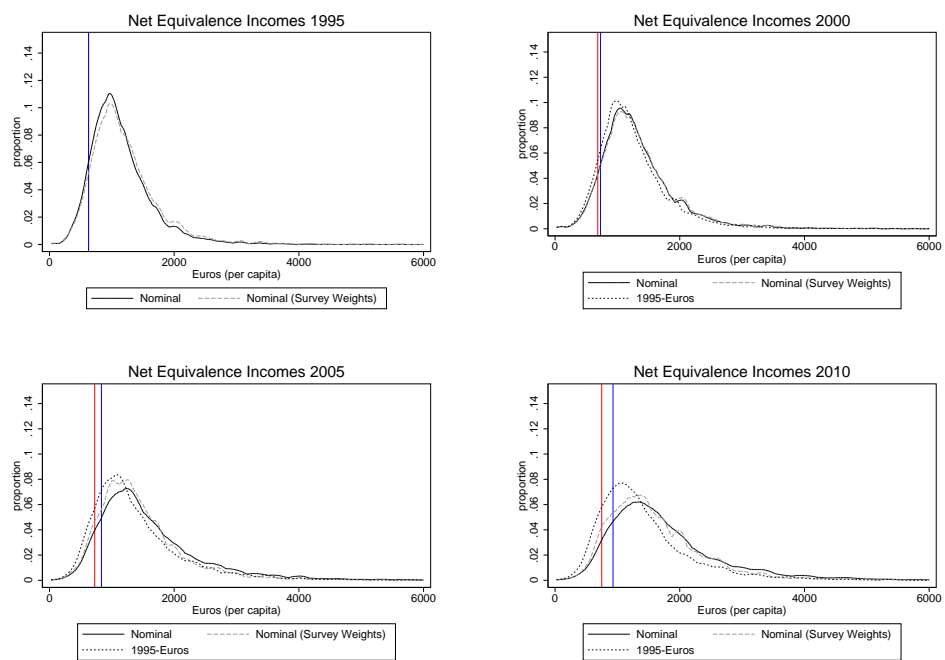 Net Equivalence Incomes 1995
proportion
0 .02 .04 .06 .08 .1 .12 .14
0 2000 4000 6000
Euros (per capita)
Nominal Nominal (Survey Weights)
Net Equivalence Incomes 2000
proportion
0 .02 .04 .06 .08 .1 .12 .14
0 2000 4000 6000
Euros (per capita)
Nominal Nominal (Survey Weights)
1995-Euros
Net Equivalence Incomes 2005
proportion
0 .02 .04 .06 .08 .1 .12 .14
0 2000 4000 6000
Euros (per capita)
Nominal Nominal (Survey Weights)
1995-Euros
Net Equivalence Incomes 2010
proportion
0 .02 .04 .06 .08 .1 .12 .14
0 2000 4000 6000
Euros (per capita)
Nominal Nominal (Survey Weights)
1995-Euros